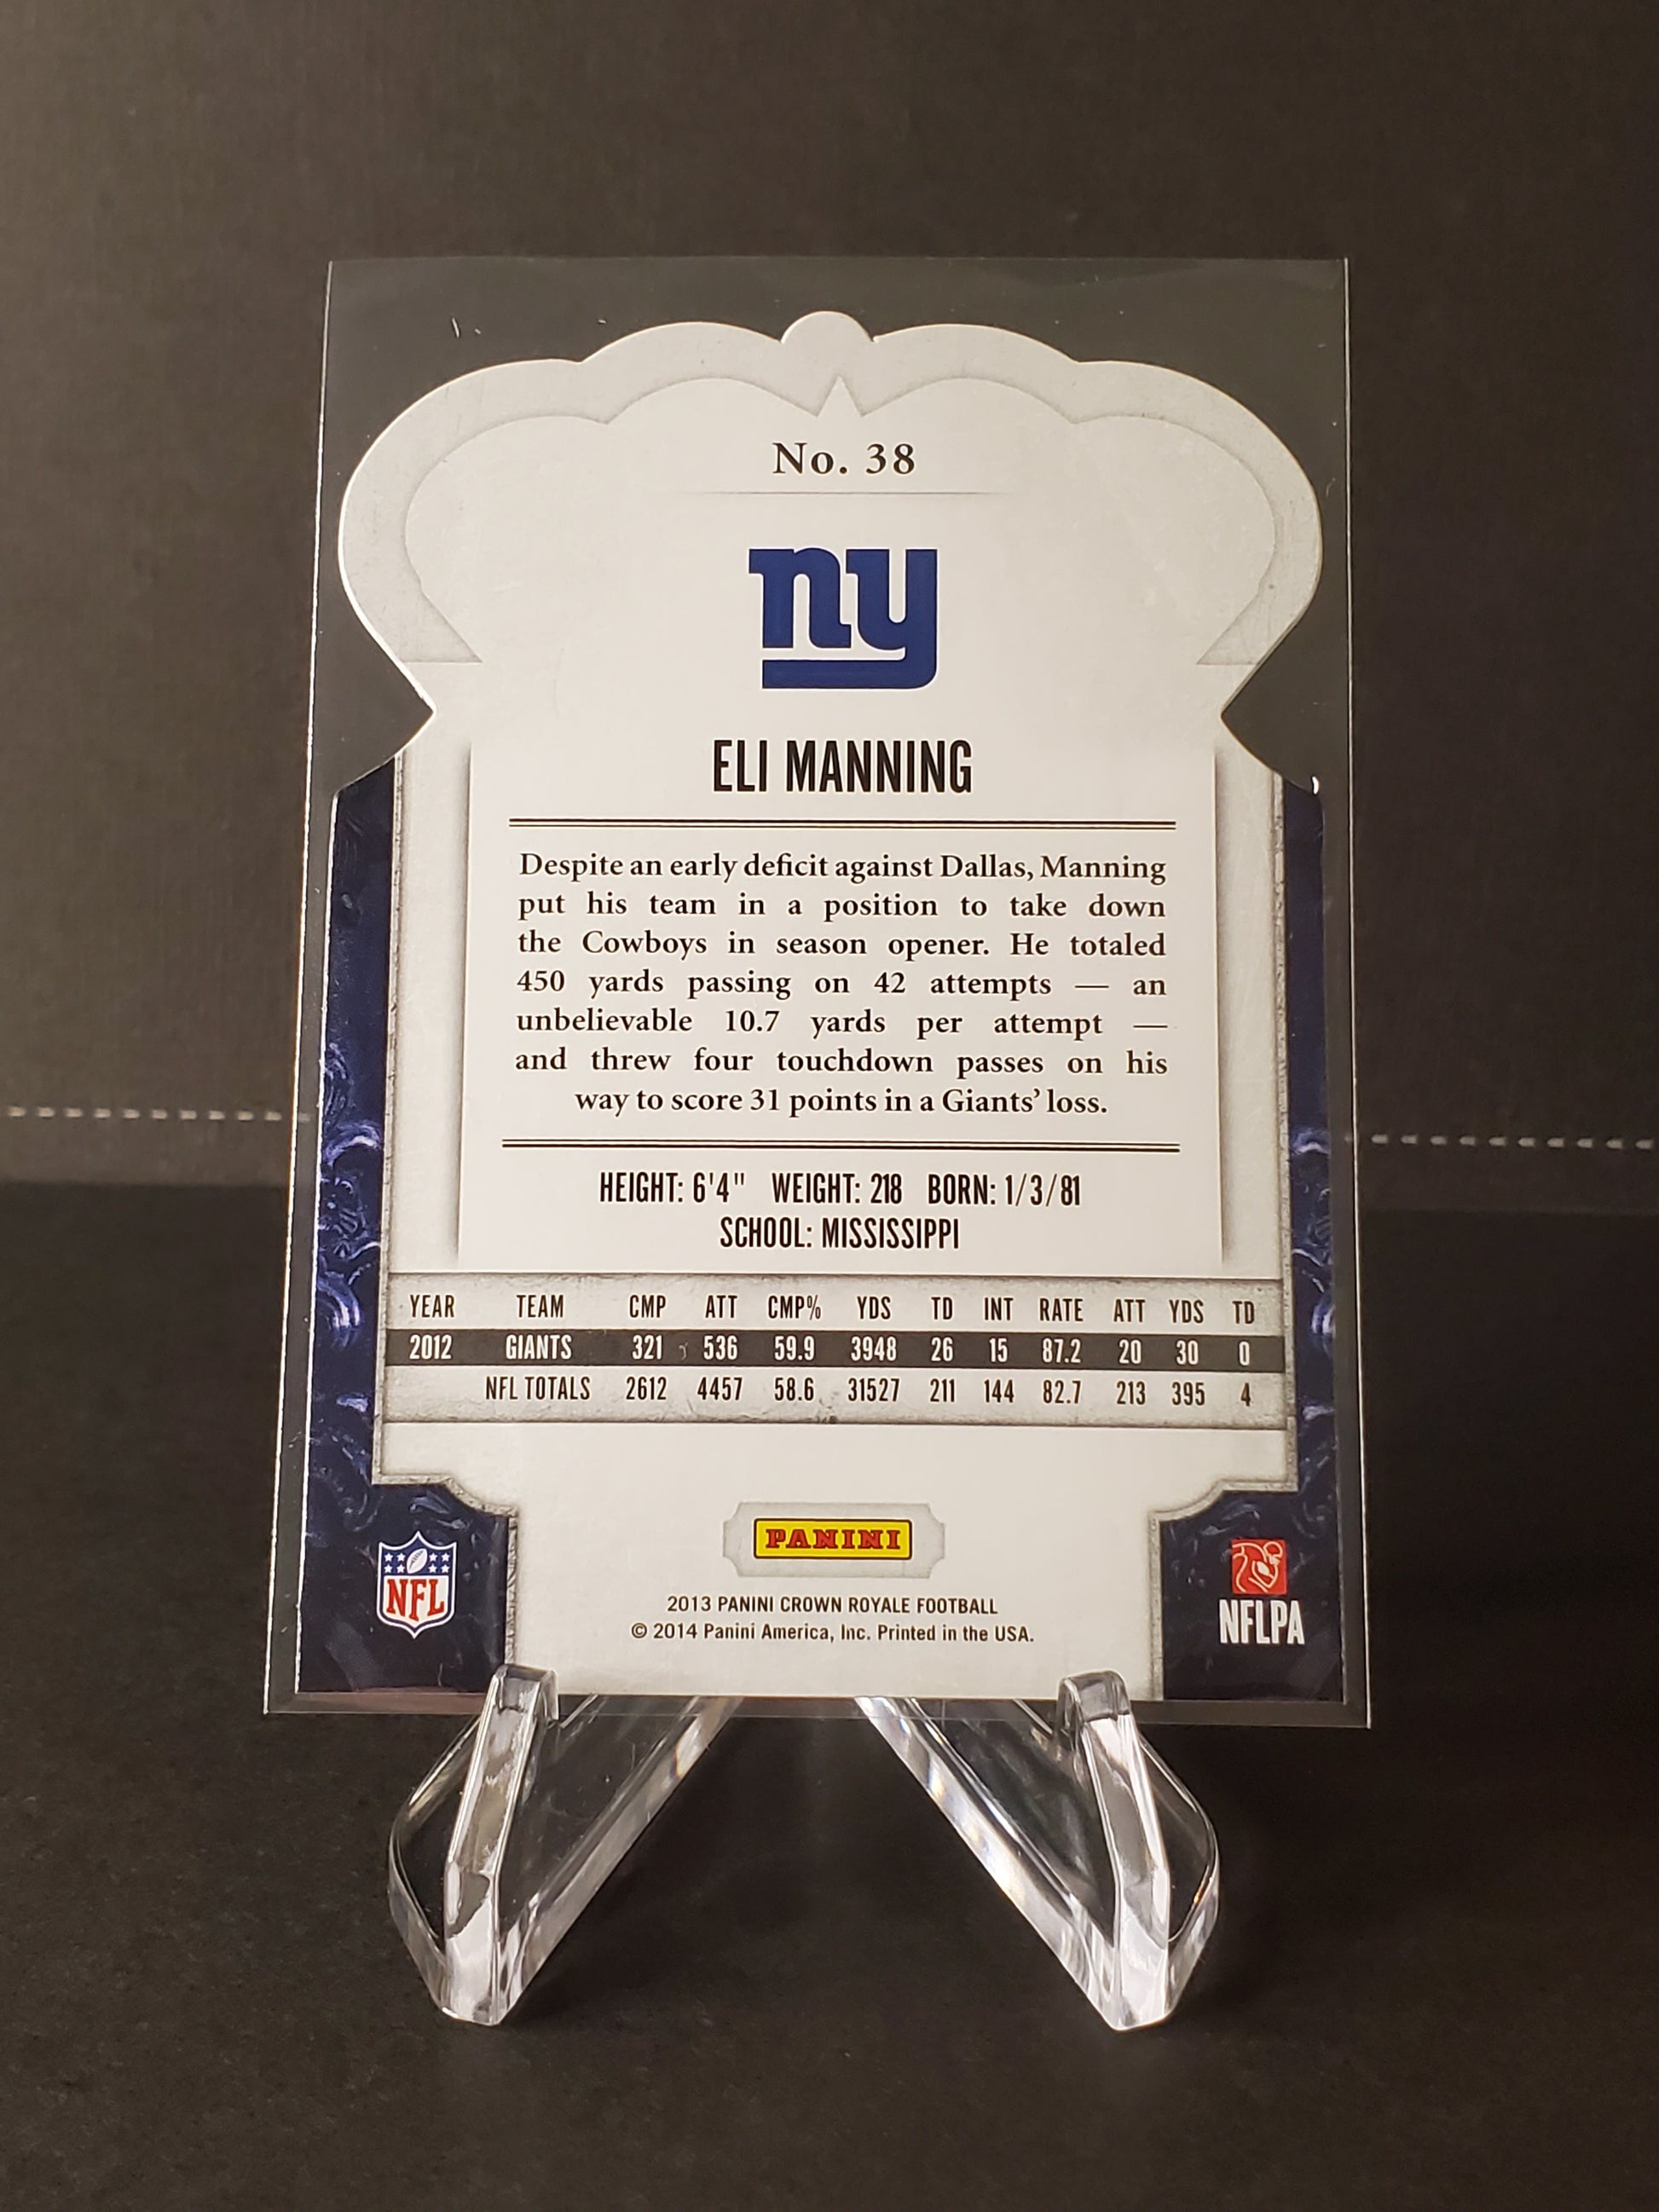 No. 38
ny
ELI MANNING
Despite an early deficit against Dallas, Manning
put his team in a position to take down
the Cowboys in season opener. He totaled
450 yards passing on 42 attempts — an
unbelievable 10.7 yards per attempt —
and threw four touchdown passes on his
way to score 31 points in a Giants' loss.
HEIGHT: 6'4" WEIGHT: 218 BORN: 1/3/81
SCHOOL: MISSISSIPPI
YEAR TEAM CMP ATT CMP% YDS TD INT RATE ATT YDS TD
2012 GIANTS 321 536 59.9 3948 26 15 87.2 20 30 0
NFL TOTALS 2612 4457 58.6 31527 211 144 82.7 213 395 4
NFL
PANINI
NFLPA
2013 PANINI CROWN ROYALE FOOTBALL
© 2014 Panini America, Inc. Printed in the USA.